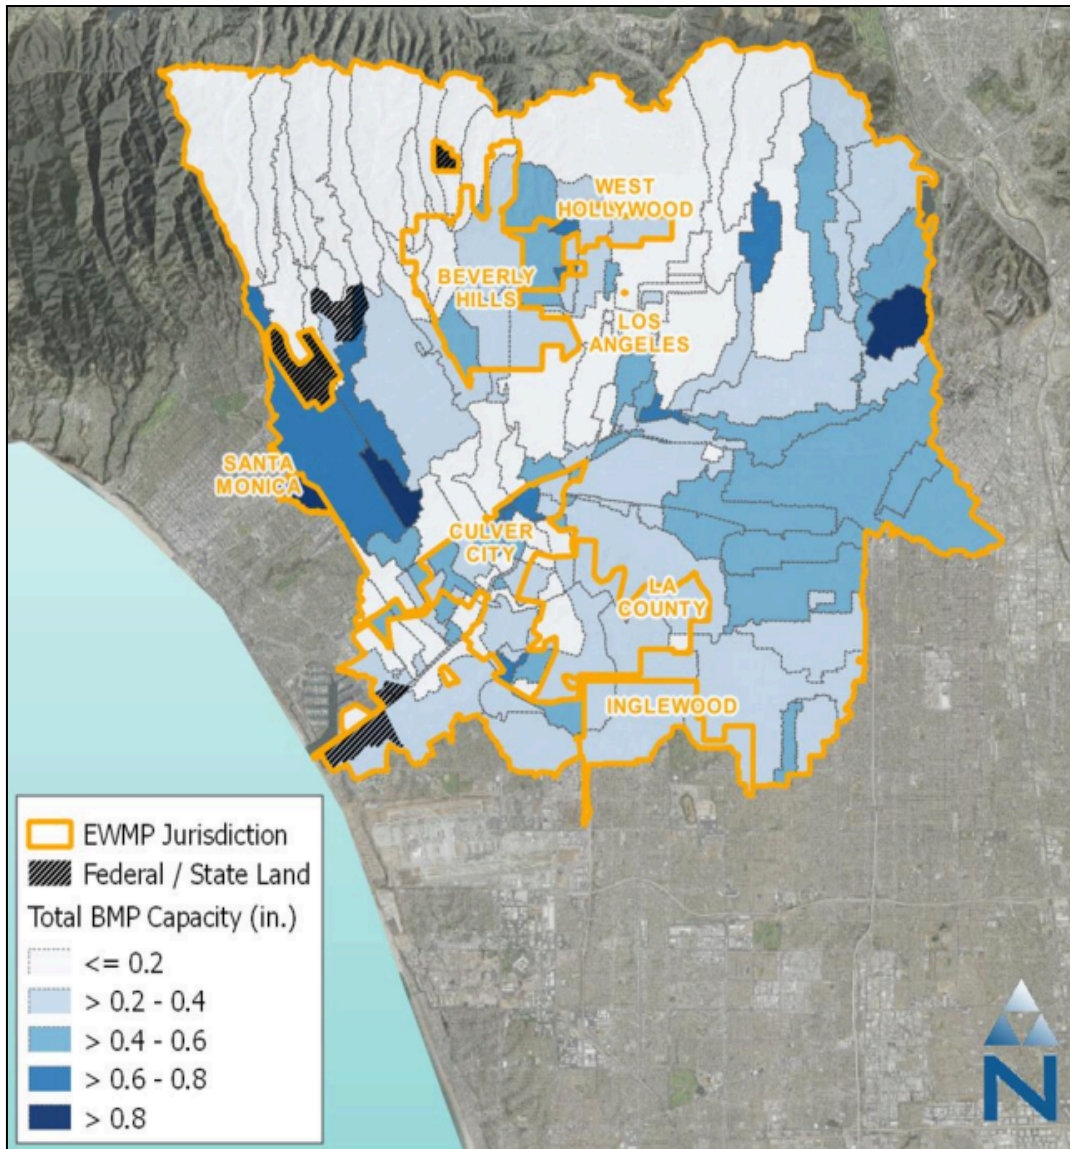 WEST
HOLLYWOOD
BEVERLY
HILLS
LOS
ANGELES
SANTA
MONICA
CULVER
CITY
LA
COUNTY
INGLEWOOD
EWMP Jurisdiction
Federal / State Land
Total BMP Capacity (in.)
<= 0.2
> 0.2 - 0.4
> 0.4 - 0.6
> 0.6 - 0.8
> 0.8
N